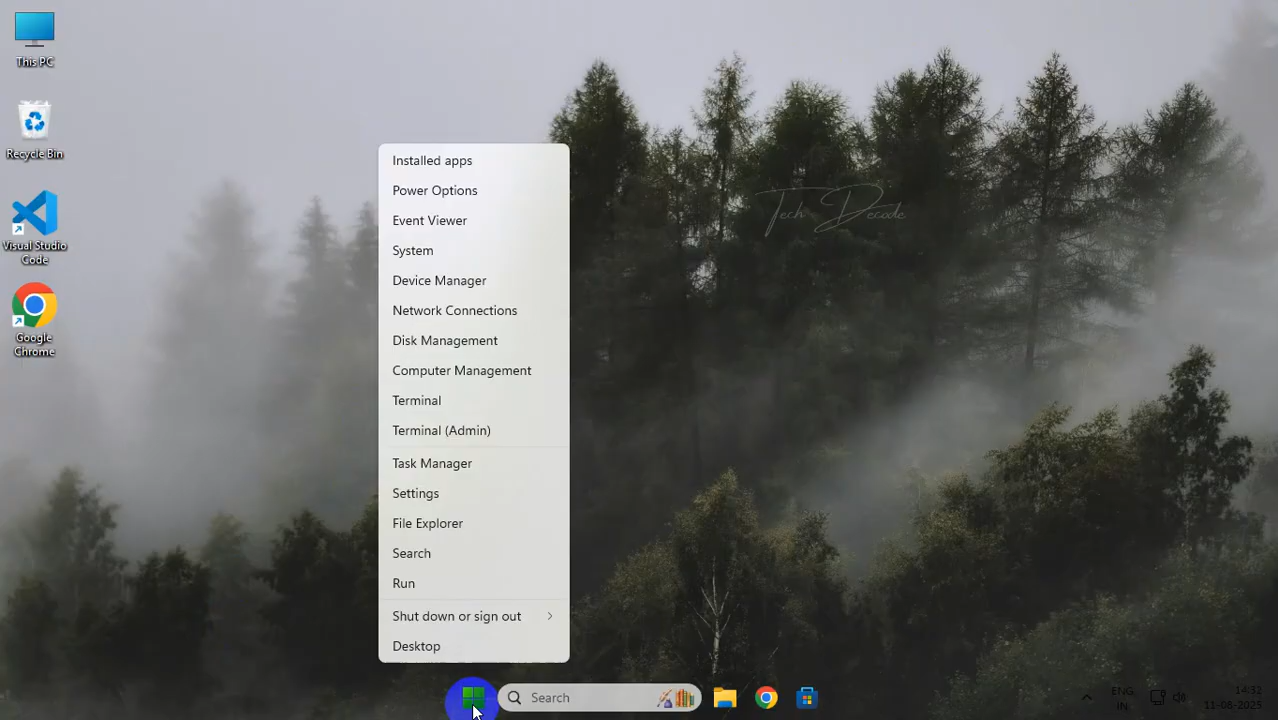 This PC
Recycle Bin
Visual Studio
Code
Google
Chrome
Tech Decode
Installed apps
Power Options
Event Viewer
System
Device Manager
Network Connections
Disk Management
Computer Management
Terminal
Terminal (Admin)
Task Manager
Settings
File Explorer
Search
Run
Shut down or sign out
Desktop
Search
ENG
IN
14:32
11-08-2025